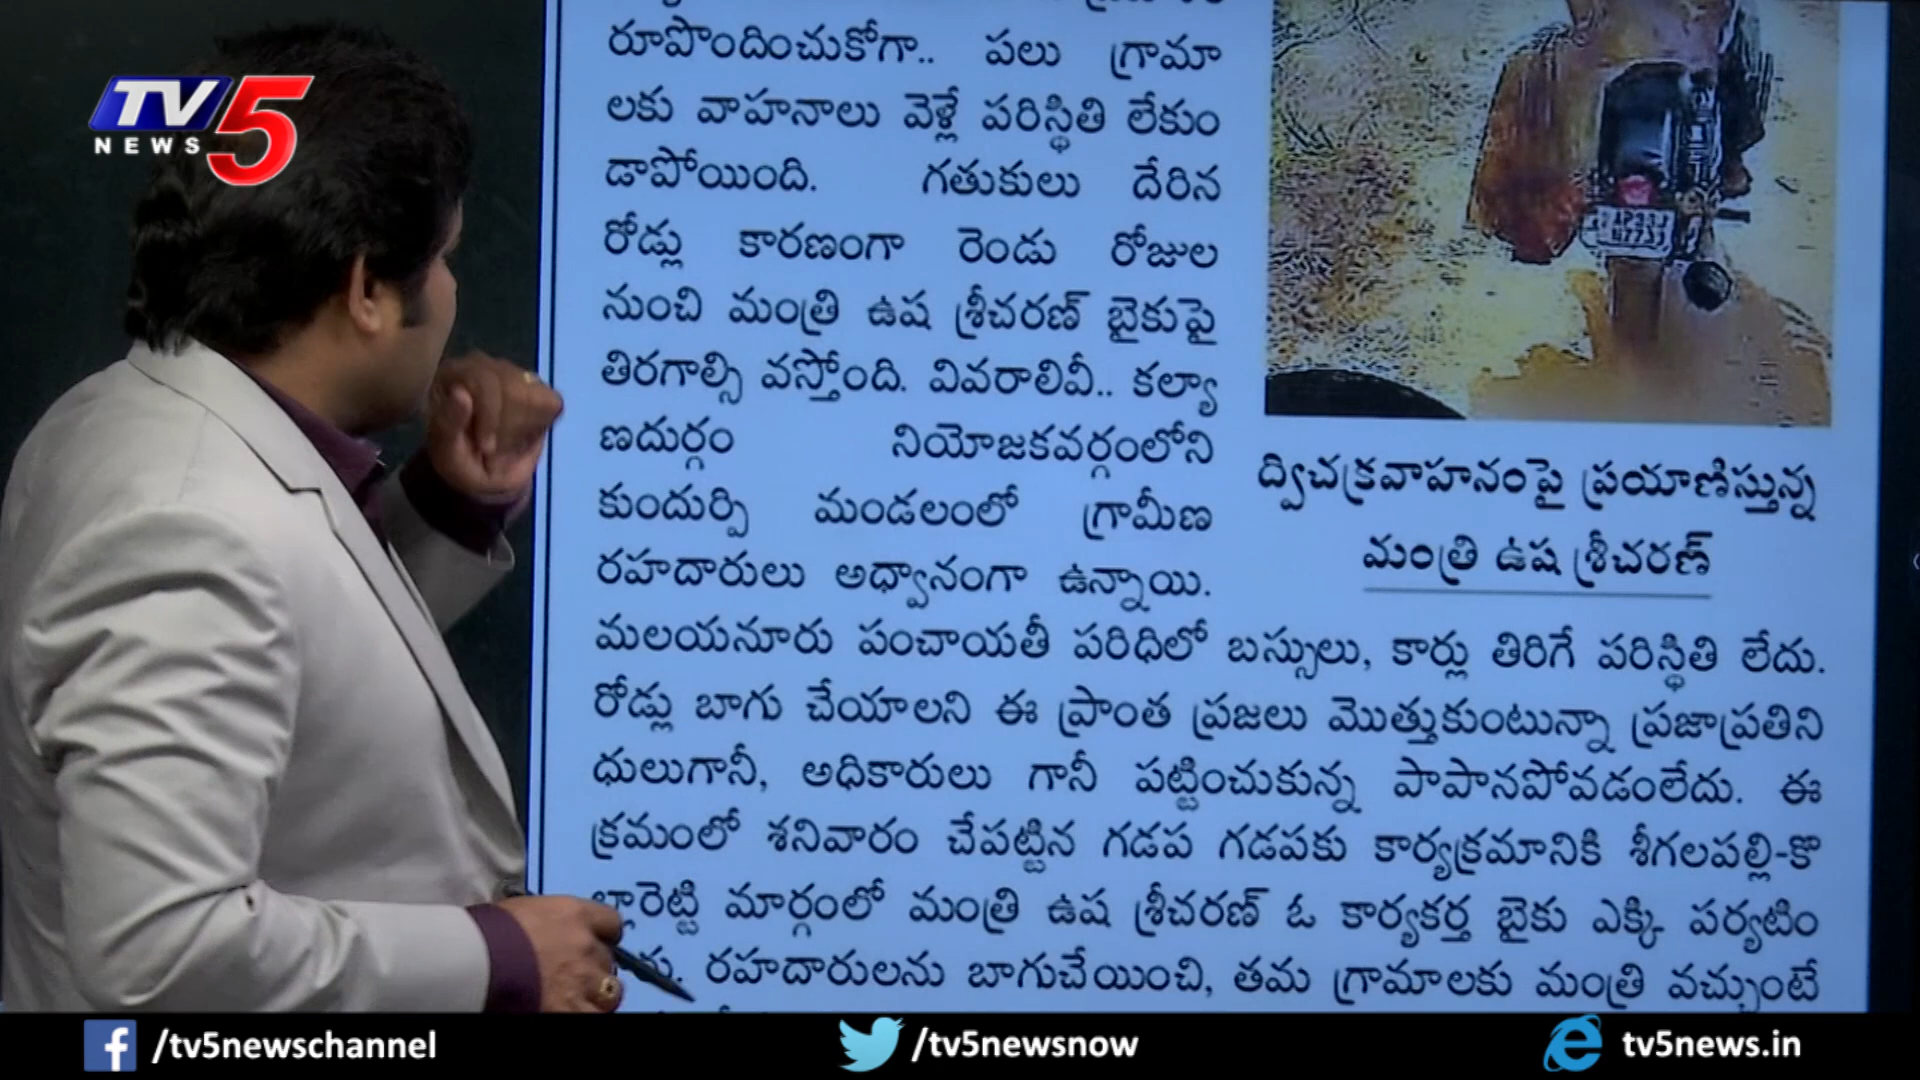 TV5
NEWS
రూపొందించుకోగా.. పలు గ్రామా
లకు వాహనాలు వెళ్లే పరిస్థితి లేకుం
డాపోయింది. గతుకులు దేరిన
రోడ్లు కారణంగా రెండు రోజుల
నుంచి మంత్రి ఉష శ్రీచరణ్ బైకుపై
తిరగాల్సి వస్తోంది. వివరాలివీ.. కల్యా
ణదుర్గం నియోజకవర్గంలోని
కుందుర్పి మండలంలో గ్రామీణ
రహదారులు అధ్వానంగా ఉన్నాయి.
ద్విచక్రవాహనంపై ప్రయాణిస్తున్న
మంత్రి ఉష శ్రీచరణ్
మలయనూరు పంచాయతీ పరిధిలో బస్సులు, కార్లు తిరిగే పరిస్థితి లేదు.
రోడ్లు బాగు చేయాలని ఈ ప్రాంత ప్రజలు మొత్తుకుంటున్నా ప్రజాప్రతిని
ధులుగానీ, అధికారులు గానీ పట్టించుకున్న పాపానపోవడంలేదు. ఈ
క్రమంలో శనివారం చేపట్టిన గడప గడపకు కార్యక్రమానికి శీగలపల్లి-కొ
ల్లారెట్టి మార్గంలో మంత్రి ఉష శ్రీచరణ్ ఓ కార్యకర్త బైకు ఎక్కి పర్యటిం
రహదారులను బాగుచేయించి, తమ గ్రామాలకు మంత్రి వచ్చుంటే
/tv5newschannel
/tv5newsnow
tv5news.in